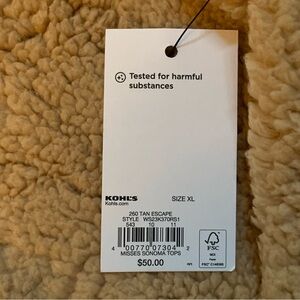 Tested for harmful
substances
KOHL'S
Kohls.com
SIZE XL
260 TAN ESCAPE
STYLE WS23K370RS1
543 10 11
4 00770 07304 2
MISSES SONOMA TOPS
$50.00
FSC
MIX